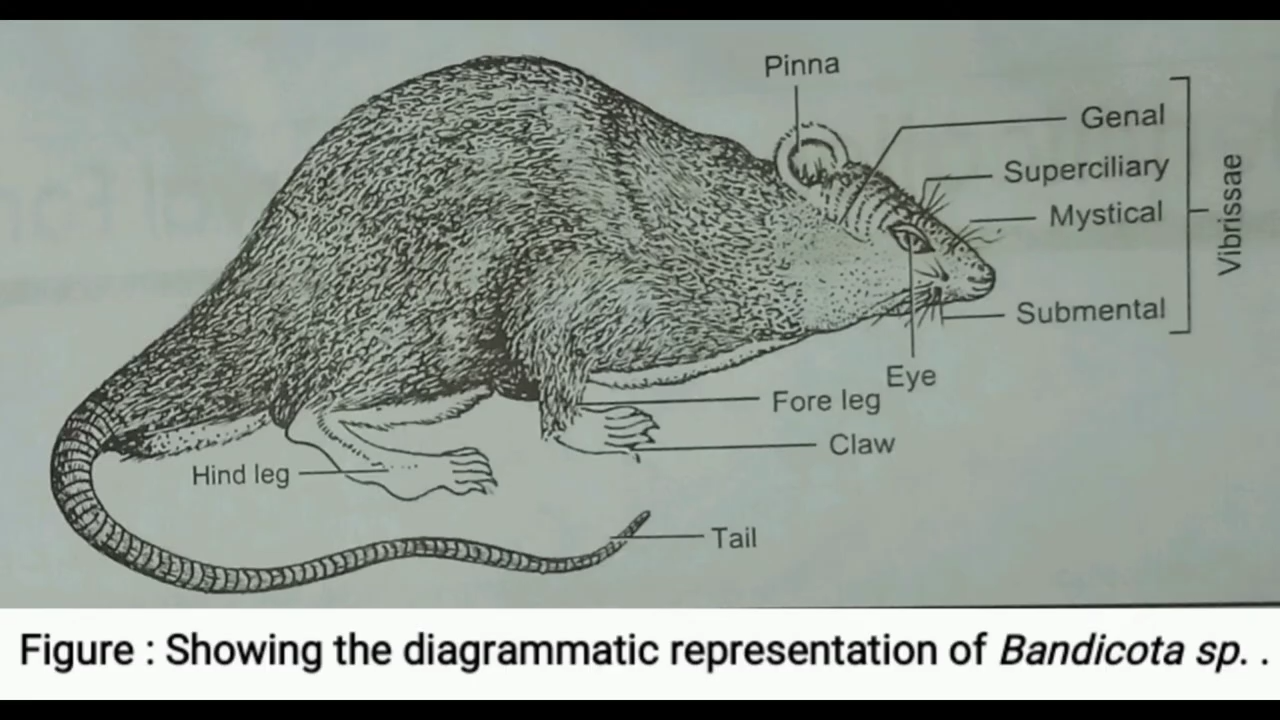 Pinna
Genal
Superciliary
Mystical
Vibrissae
Submental
Eye
Fore leg
Claw
Hind leg
Tail
Figure : Showing the diagrammatic representation of Bandicota sp. .